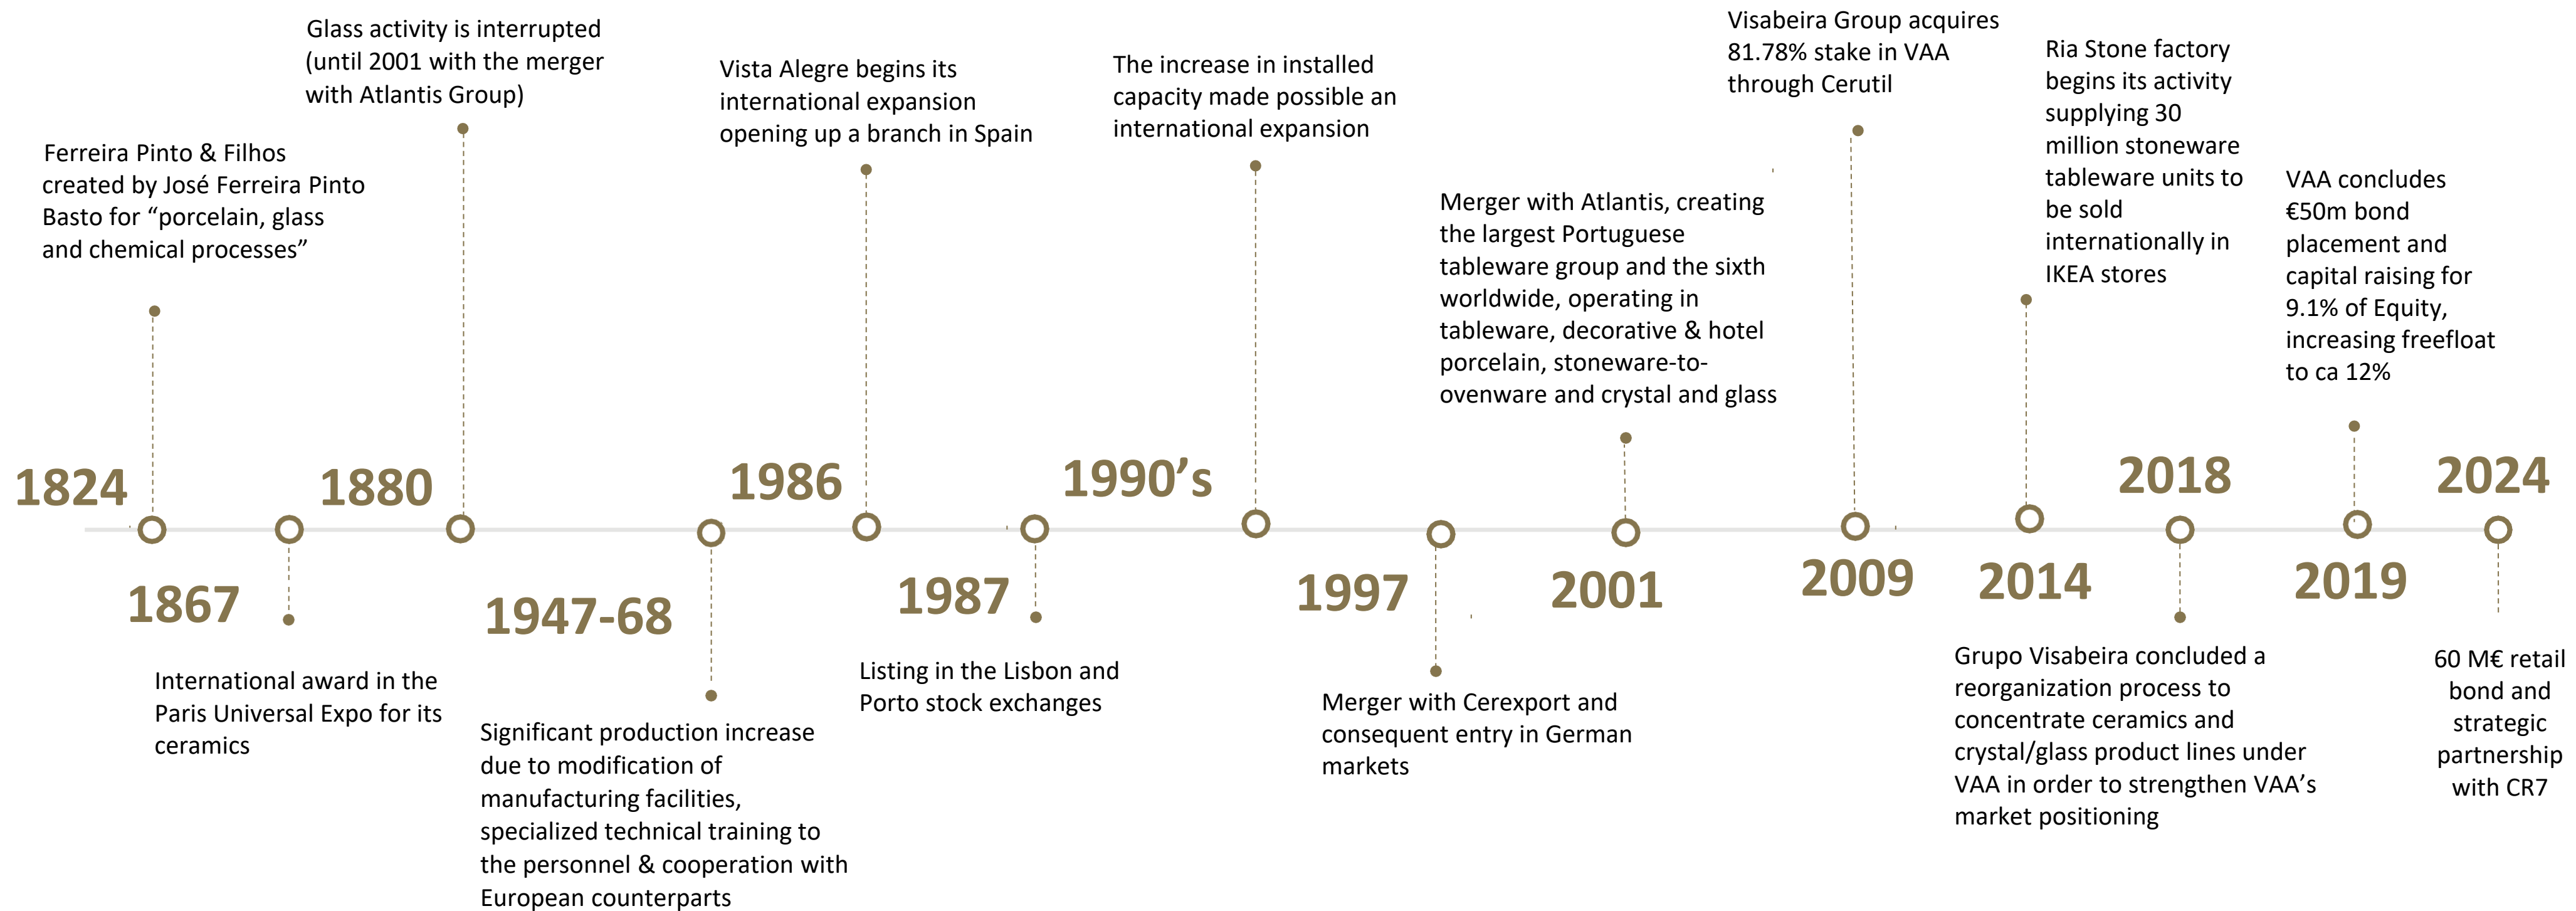 1824
Ferreira Pinto & Filhos
created by José Ferreira Pinto
Basto for “porcelain, glass
and chemical processes”
1867
International award in the
Paris Universal Expo for its
ceramics
1880
Glass activity is interrupted
(until 2001 with the merger
with Atlantis Group)
1947-68
Significant production increase
due to modification of
manufacturing facilities,
specialized technical training to
the personnel & cooperation with
European counterparts
1986
Vista Alegre begins its
international expansion
opening up a branch in Spain
1987
Listing in the Lisbon and
Porto stock exchanges
1990’s
The increase in installed
capacity made possible an
international expansion
1997
Merger with Cerexport and
consequent entry in German
markets
2001
Merger with Atlantis, creating
the largest Portuguese
tableware group and the sixth
worldwide, operating in
tableware, decorative & hotel
porcelain, stoneware-to-
ovenware and crystal and glass
2009
Visabeira Group acquires
81.78% stake in VAA
through Cerutil
2014
Ria Stone factory
begins its activity
supplying 30
million stoneware
tableware units to
be sold
internationally in
IKEA stores
2018
Grupo Visabeira concluded a
reorganization process to
concentrate ceramics and
crystal/glass product lines under
VAA in order to strengthen VAA’s
market positioning
2019
VAA concludes
€50m bond
placement and
capital raising for
9.1% of Equity,
increasing freefloat
to ca 12%
2024
60 M€ retail
bond and
strategic
partnership
with CR7